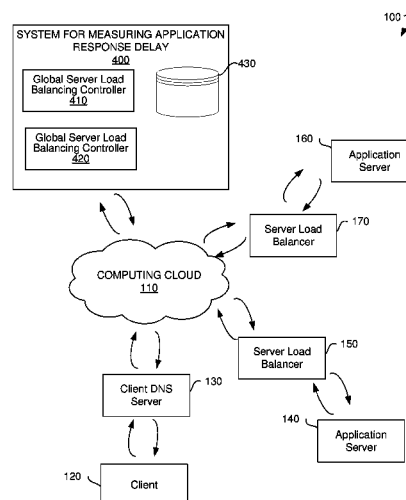 100
SYSTEM FOR MEASURING APPLICATION
RESPONSE DELAY
400
430
Global Server Load
Balancing Controller
410
Global Server Load
Balancing Controller
420
160
Application
Server
170
Server Load
Balancer
COMPUTING CLOUD
110
150
Server Load
Balancer
130
Client DNS
Server
140
Application
Server
120
Client